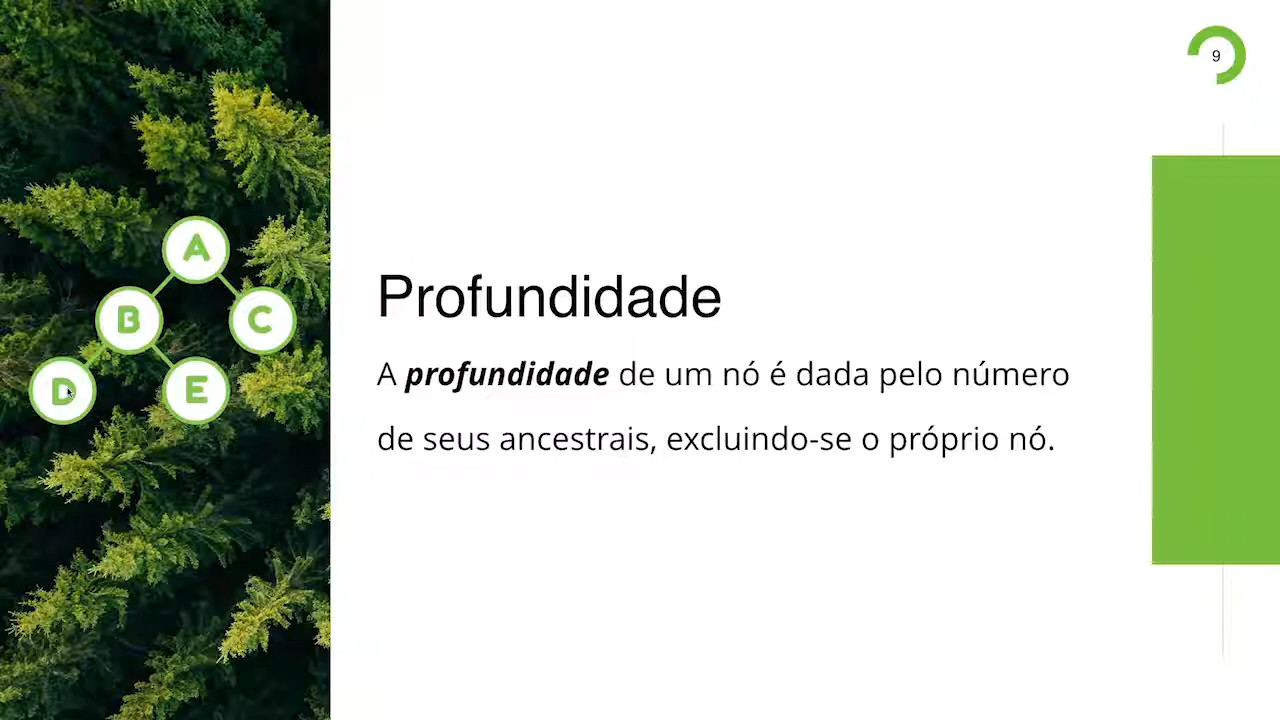 9
A
B
C
D
E
Profundidade
A profundidade de um nó é dada pelo número
de seus ancestrais, excluindo-se o próprio nó.